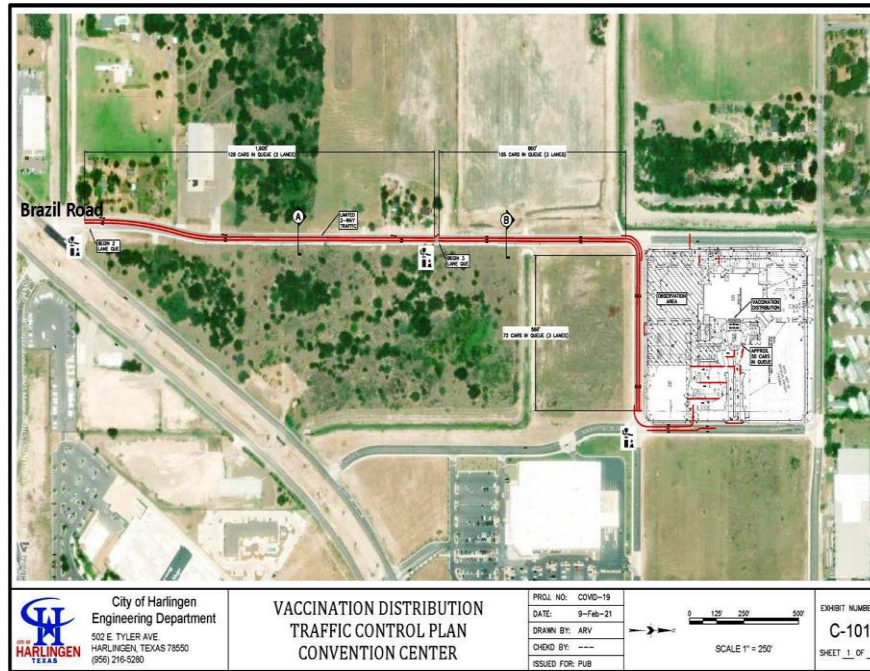 1,605'
128 CARS IN QUEUE (2 LANES)
860'
105 CARS IN QUEUE (3 LANES)
Brazil Road
A
LIMITED
2-WAY
TRAFFIC
B
BEGIN 2
LANE QUE
BEGIN 3
LANE QUE
580'
72 CARS IN QUEUE (3 LANES)
OBSERVATION
AREA
VACCINATION
DISTRIBUTION
APPROX.
50 CARS
IN QUEUE
CITY OF
HARLINGEN
TEXAS
City of Harlingen
Engineering Department
502 E. TYLER AVE.
HARLINGEN, TEXAS 78550
(956) 216-5280
VACCINATION DISTRIBUTION
TRAFFIC CONTROL PLAN
CONVENTION CENTER
PROJ. NO: COVID-19
DATE: 9-Feb-21
DRAWN BY: ARV
CHEKD BY: ---
ISSUED FOR: PUB
0 125' 250' 500'
SCALE 1" = 250'
EXHIBIT NUMBE
C-101
SHEET 1 OF